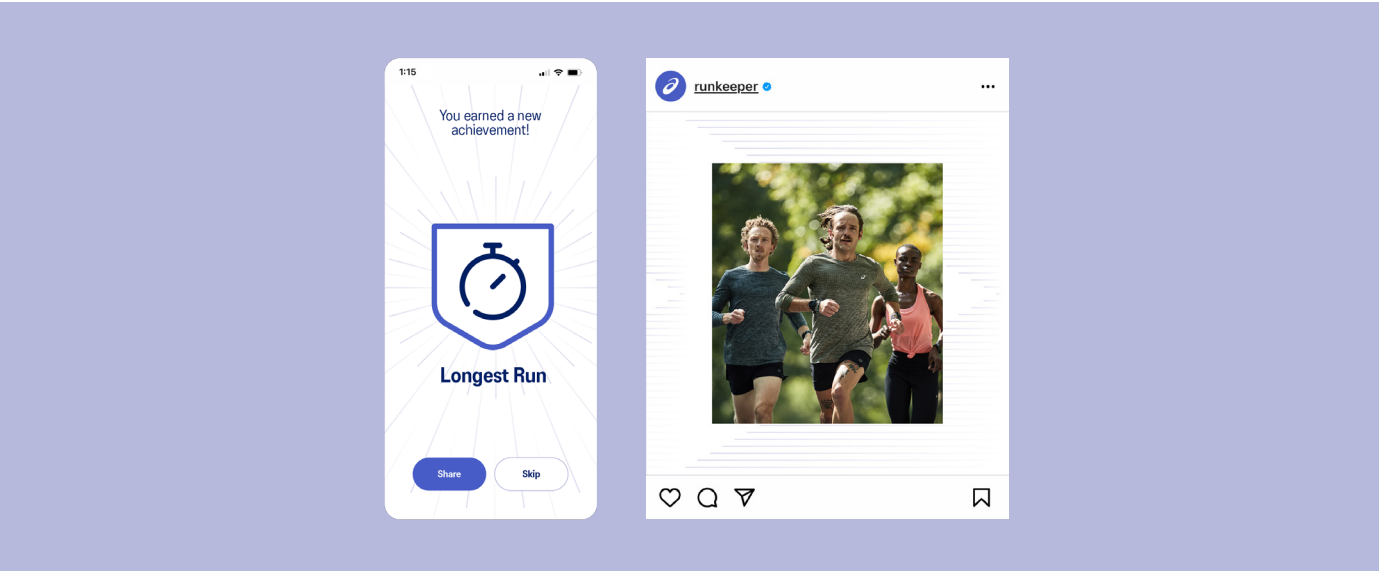 1:15
You earned a new
achievement!
Longest Run
Share
Skip
runkeeper